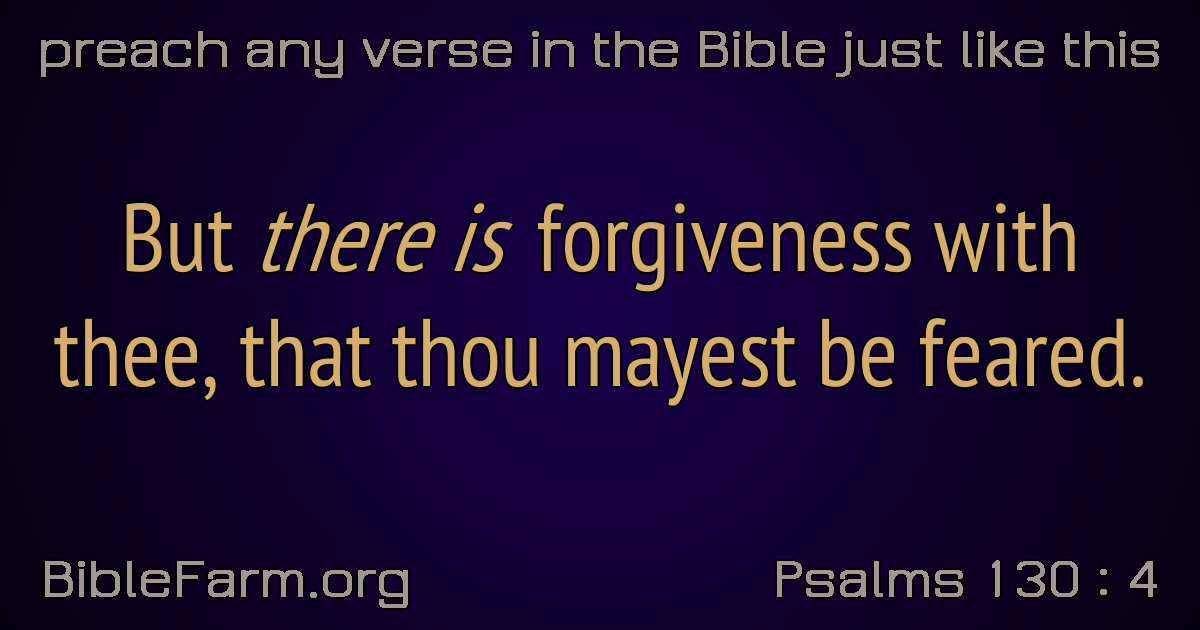 preach any verse in the Bible just like this
But there is forgiveness with
thee, that thou mayest be feared.
BibleFarm.org
Psalms 130 : 4